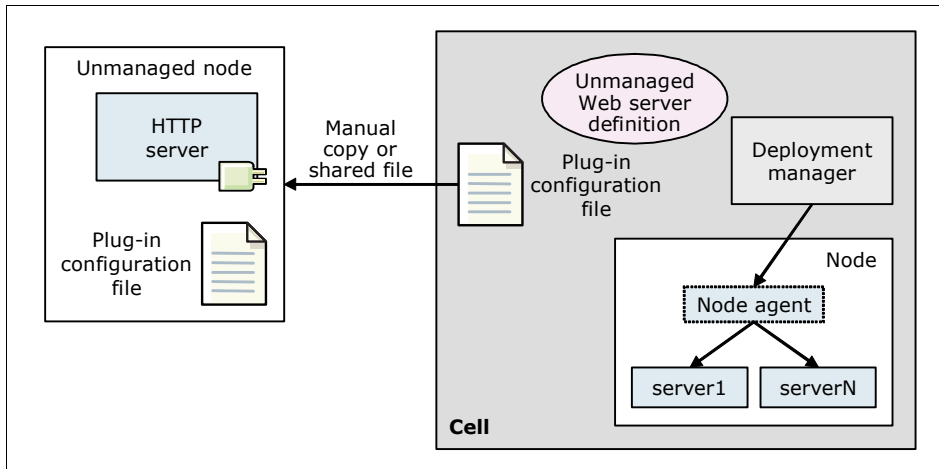 Unmanaged node
HTTP
server
Plug-in
configuration
file
Manual
copy or
shared file
Unmanaged
Web server
definition
Plug-in
configuration
file
Deployment
manager
Node
Node agent
server1
serverN
Cell